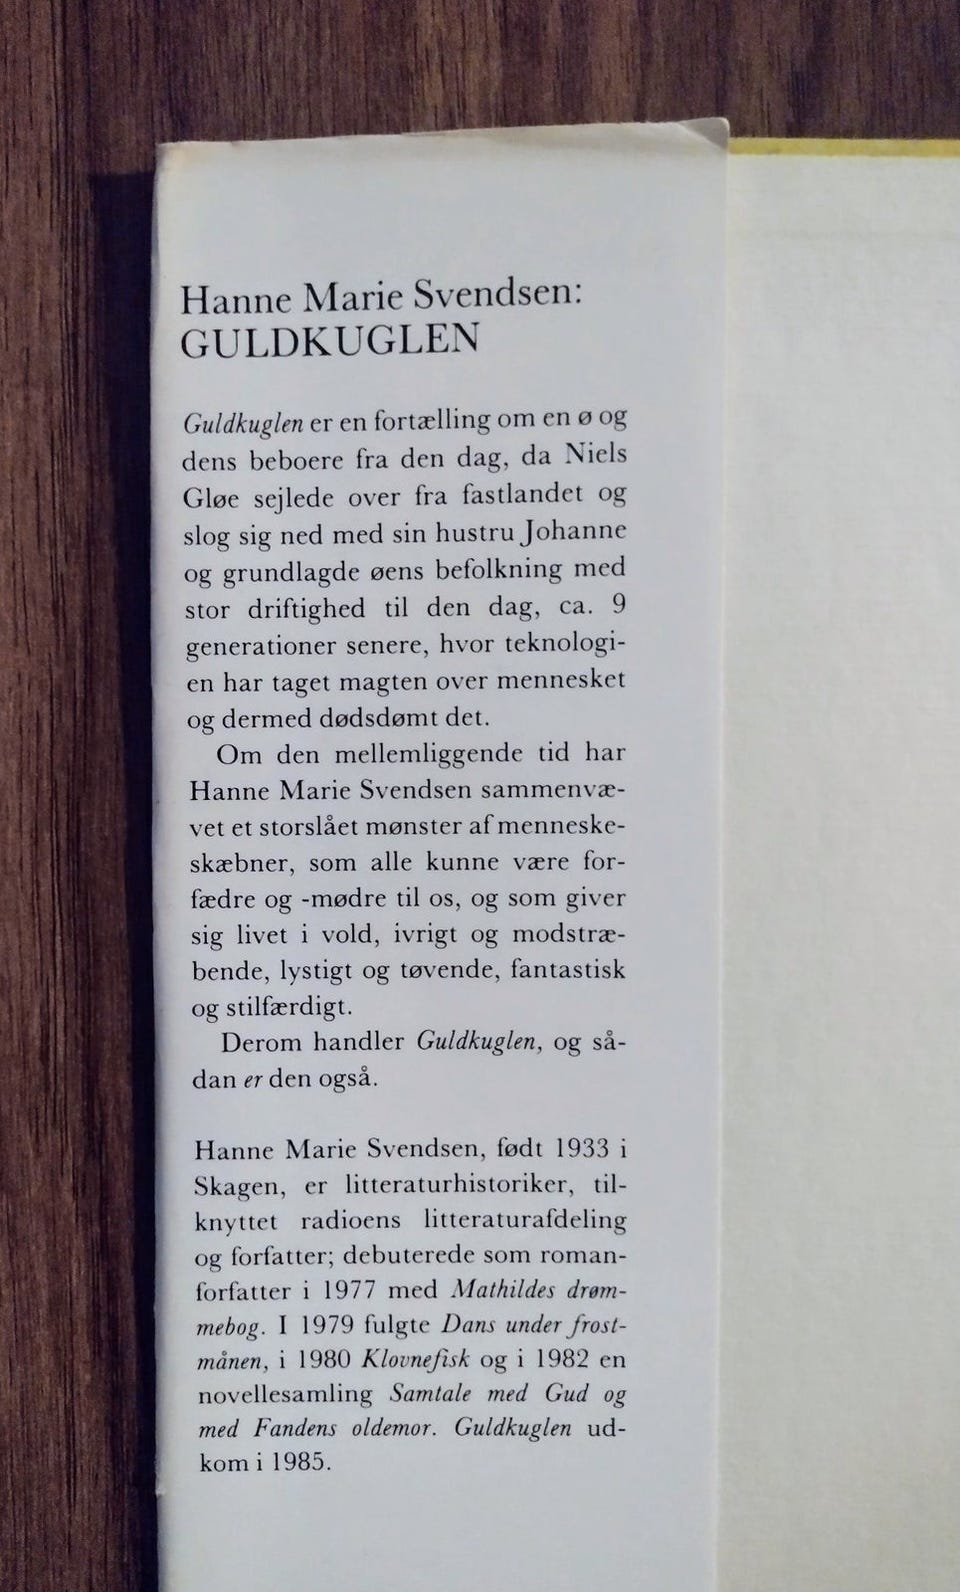 Hanne Marie Svendsen:
GULDKUGLEN
Guldkuglen er en fortælling om en ø og
dens beboere fra den dag, da Niels
Gløe sejlede over fra fastlandet og
slog sig ned med sin hustru Johanne
og grundlagde øens befolkning med
stor driftighed til den dag, ca. 9
generationer senere, hvor teknologi-
en har taget magten over mennesket
og dermed dødsdømt det.
Om den mellemliggende tid har
Hanne Marie Svendsen sammenvæ-
vet et storslået mønster af menneske-
skæbner, som alle kunne være for-
fædre og -mødre til os, og som giver
sig livet i vold, ivrigt og modstræ-
bende, lystigt og tøvende, fantastisk
og stilfærdigt.
Derom handler Guldkuglen, og så-
dan er den også.
Hanne Marie Svendsen, født 1933 i
Skagen, er litteraturhistoriker, til-
knyttet radioens litteraturafdeling
og forfatter; debuterede som roman-
forfatter i 1977 med Mathildes drøm-
mebog. I 1979 fulgte Dans under frost-
månen, i 1980 Klovnefisk og i 1982 en
novellesamling Samtale med Gud og
med Fandens oldemor. Guldkuglen ud-
kom i 1985.